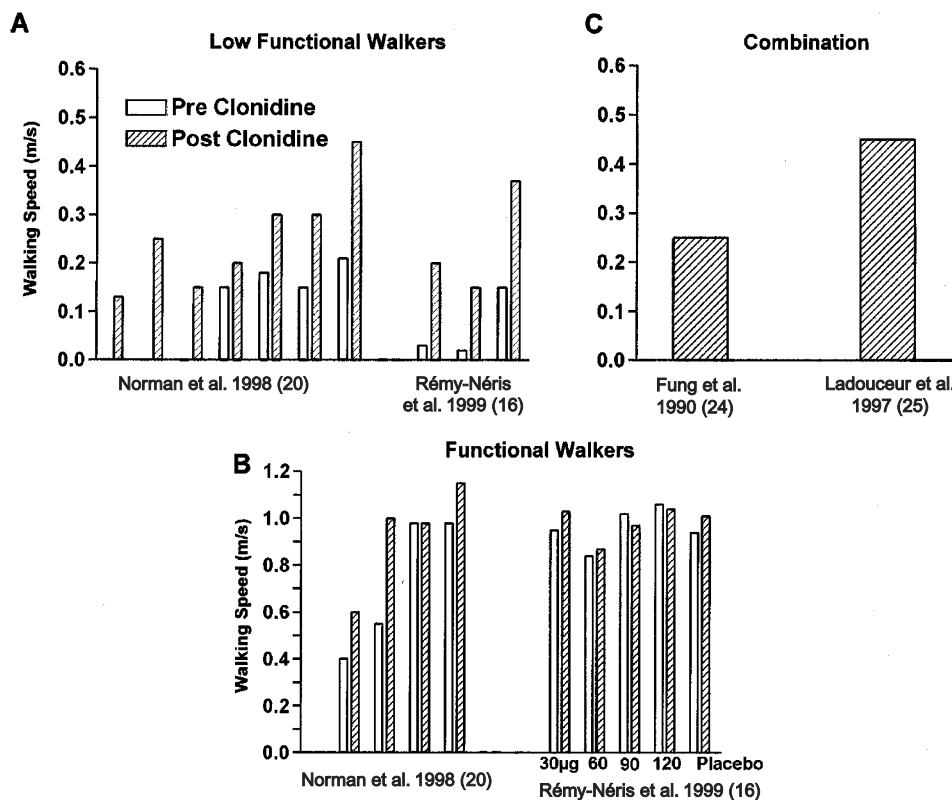 A
Low Functional Walkers
0.6
0.5
0.4
0.3
0.2
0.1
0.0
Walking Speed (m/s)
Pre Clonidine
Post Clonidine
Norman et al. 1998 (20)
Rémy-Néris
et al. 1999 (16)
C
Combination
0.6
0.5
0.4
0.3
0.2
0.1
0.0
Fung et al.
1990 (24)
Ladouceur et al.
1997 (25)
B
Functional Walkers
1.2
1.0
0.8
0.6
0.4
0.2
0.0
Walking Speed (m/s)
30µg 60 90 120 Placebo
Norman et al. 1998 (20)
Rémy-Néris et al. 1999 (16)